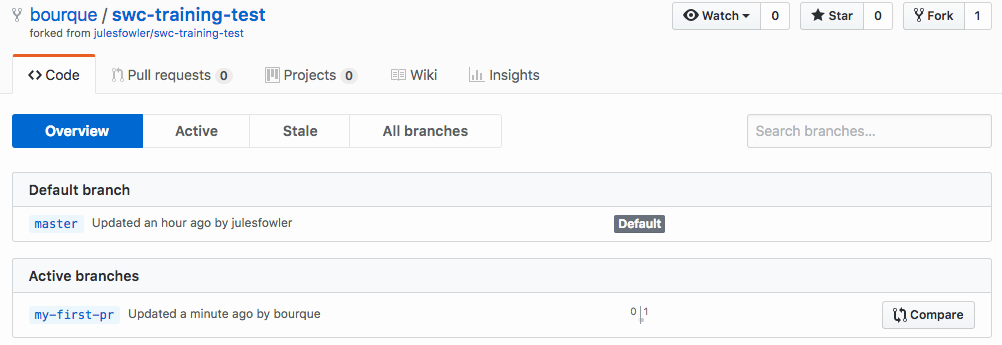 bourque / swc-training-test
forked from julesfowler/swc-training-test
Watch 0 Star 0 Fork 1
Code Pull requests 0 Projects 0 Wiki Insights
Overview Active Stale All branches Search branches...
Default branch
master Updated an hour ago by julesfowler Default
Active branches
my-first-pr Updated a minute ago by bourque 0 1 Compare